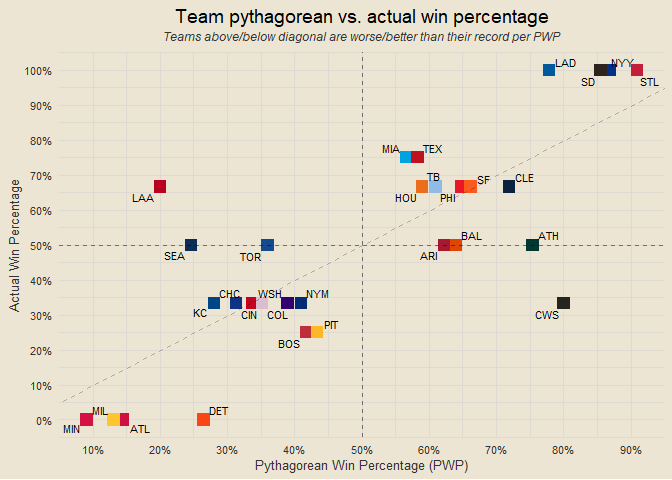 Team pythagorean vs. actual win percentage
Teams above/below diagonal are worse/better than their record per PWP
Actual Win Percentage
100%
90%
80%
70%
60%
50%
40%
30%
20%
10%
0%
LAD
NYY
SD
STL
MIA
TEX
TB
SF
CLE
LAA
HOU
PHI
BAL
ATH
SEA
TOR
ARI
CHC
WSH
NYM
KC
CIN
COL
CWS
PIT
BOS
MIL
DET
MIN
ATL
10%
20%
30%
40%
50%
60%
70%
80%
90%
Pythagorean Win Percentage (PWP)